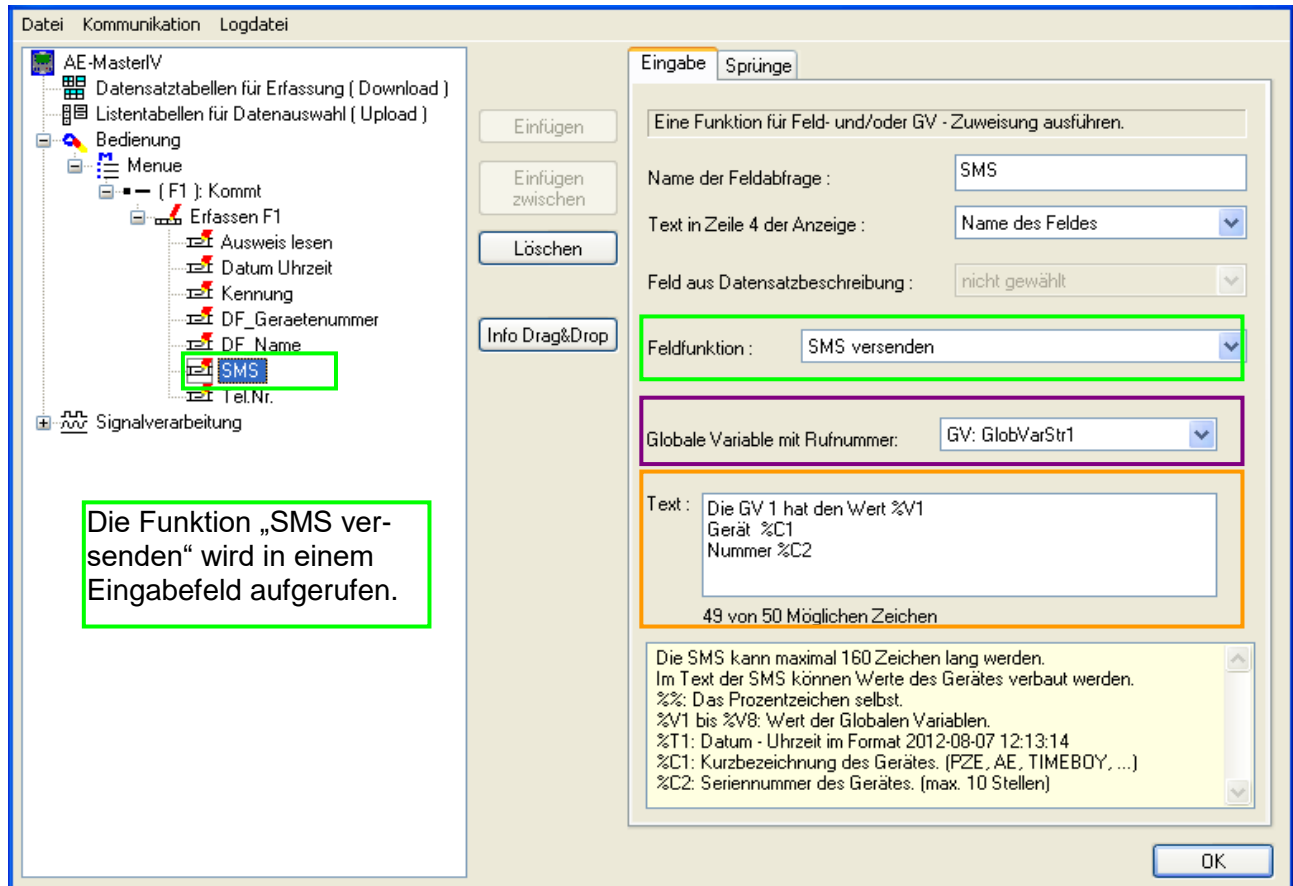 Datei Kommunikation Logdatei
AE-MasterIV
Datensatztabellen für Erfassung ( Download )
Listentabellen für Datenauswahl ( Upload )
Bedienung
Menue
( F1 ): Kommt
Erfassen F1
Ausweis lesen
Datum Uhrzeit
Kennung
DF_Geraetenummer
DF_Name
SMS
Tel.Nr.
Signalverarbeitung
Die Funktion „SMS ver-
senden“ wird in einem
Eingabefeld aufgerufen.
Einfügen
Einfügen
zwischen
Löschen
Info Drag&Drop
Eingabe Sprünge
Eine Funktion für Feld- und/oder GV - Zuweisung ausführen.
Name der Feldabfrage : SMS
Text in Zeile 4 der Anzeige : Name des Feldes
Feld aus Datensatzbeschreibung : nicht gewählt
Feldfunktion : SMS versenden
Globale Variable mit Rufnummer: GV: GlobVarStr1
Text : Die GV 1 hat den Wert %V1
Gerät %C1
Nummer %C2
49 von 50 Möglichen Zeichen
Die SMS kann maximal 160 Zeichen lang werden.
Im Text der SMS können Werte des Gerätes verbaut werden.
%%: Das Prozentzeichen selbst.
%V1 bis %V8: Wert der Globalen Variablen.
%T1: Datum - Uhrzeit im Format 2012-08-07 12:13:14
%C1: Kurzbezeichnung des Gerätes. (PZE, AE, TIMEBOY, ...)
%C2: Seriennummer des Gerätes. (max. 10 Stellen)
OK